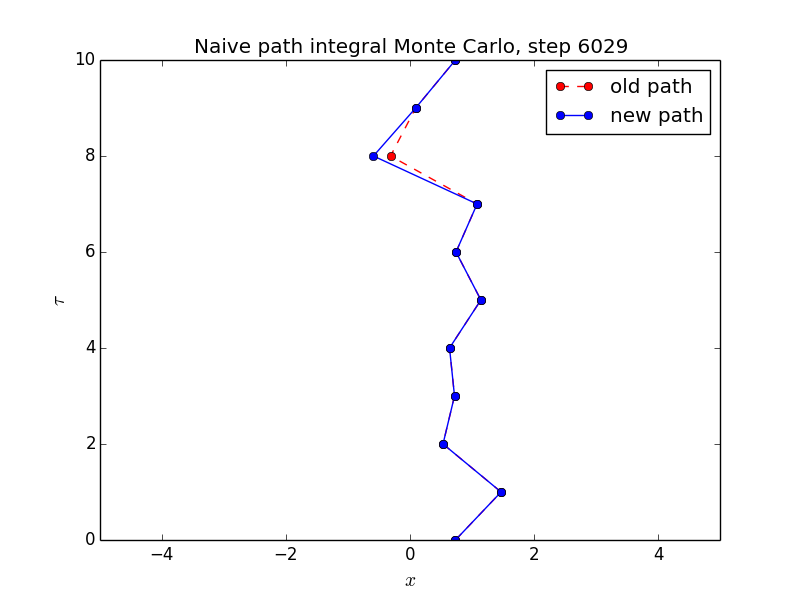 Naive path integral Monte Carlo, step 6029
10
old path
new path
8
6
τ
4
2
0
−4 −2 0 2 4
x